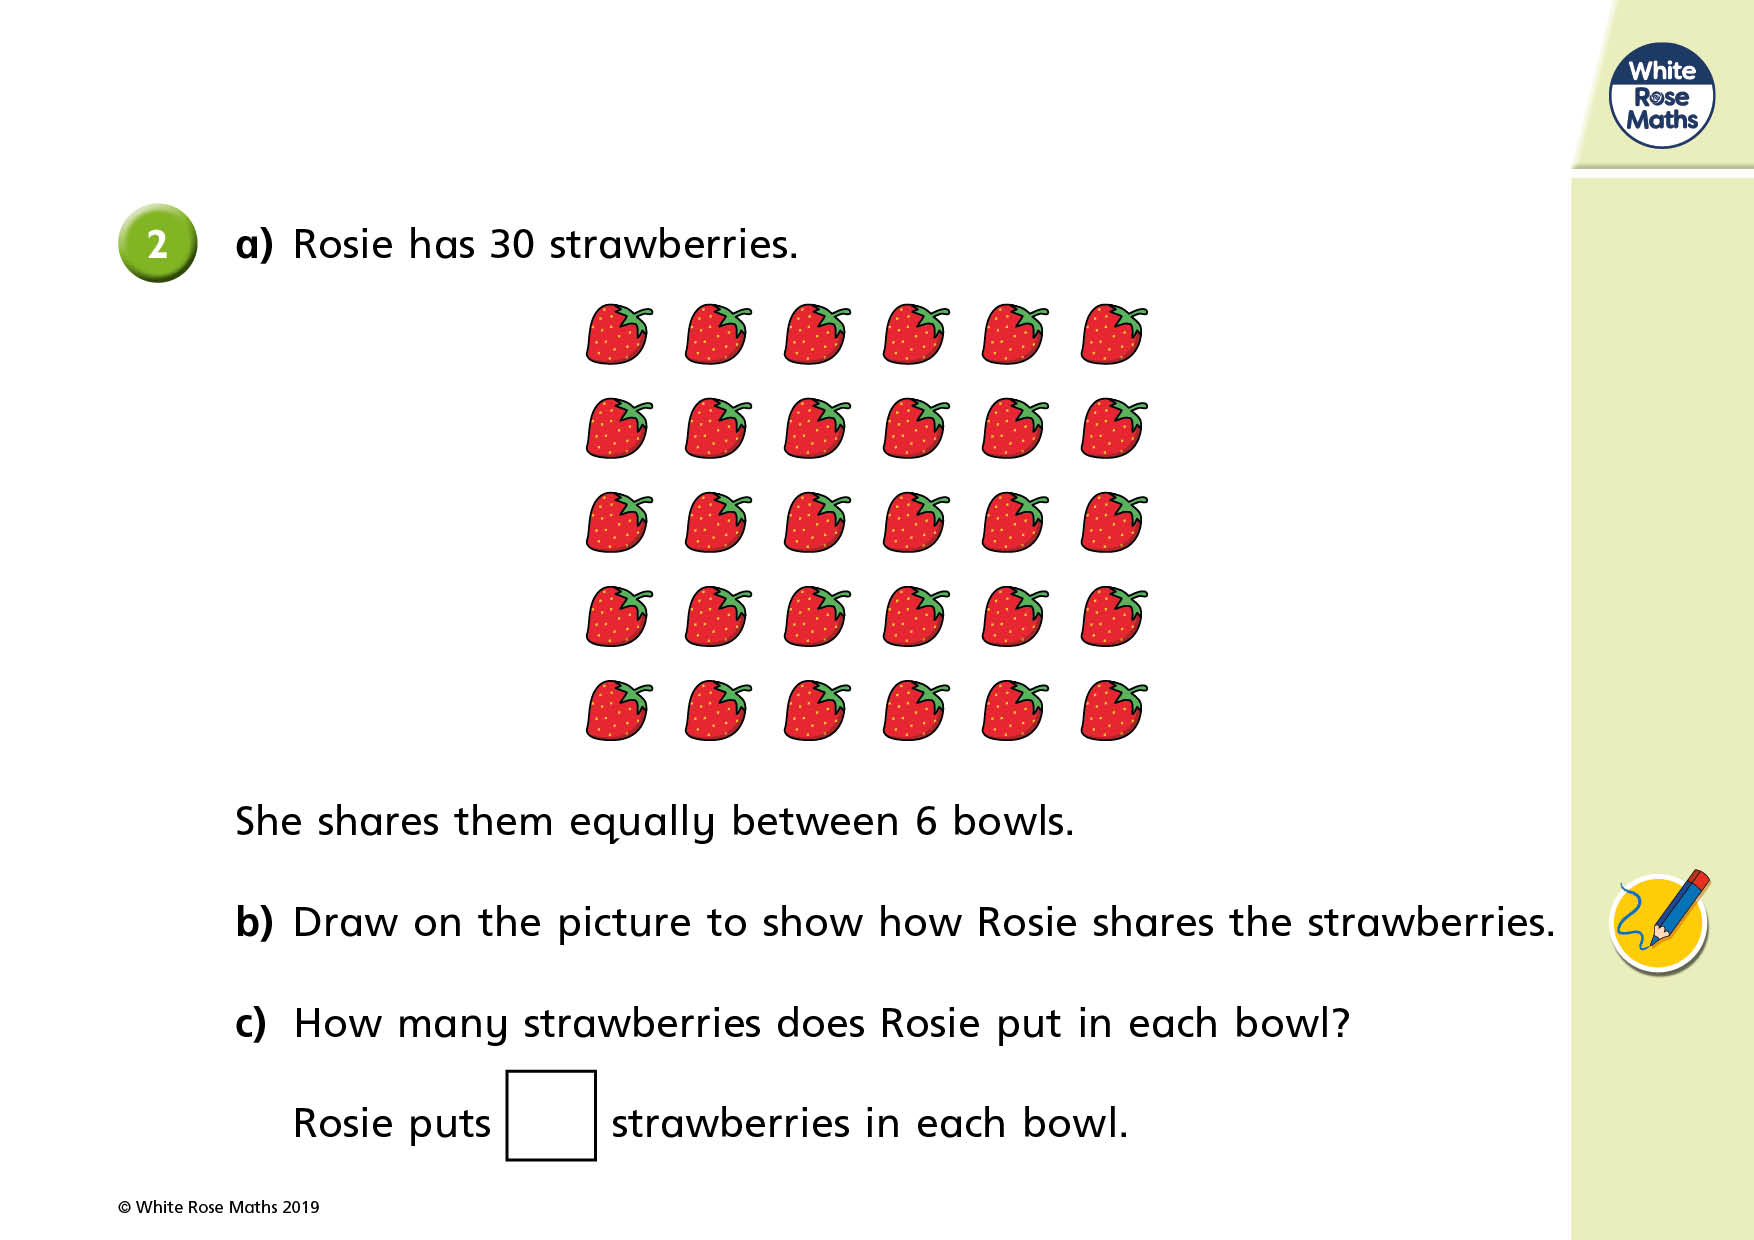 White
Rose
Maths
2 a) Rosie has 30 strawberries.
She shares them equally between 6 bowls.
b) Draw on the picture to show how Rosie shares the strawberries.
c) How many strawberries does Rosie put in each bowl?
Rosie puts strawberries in each bowl.
© White Rose Maths 2019